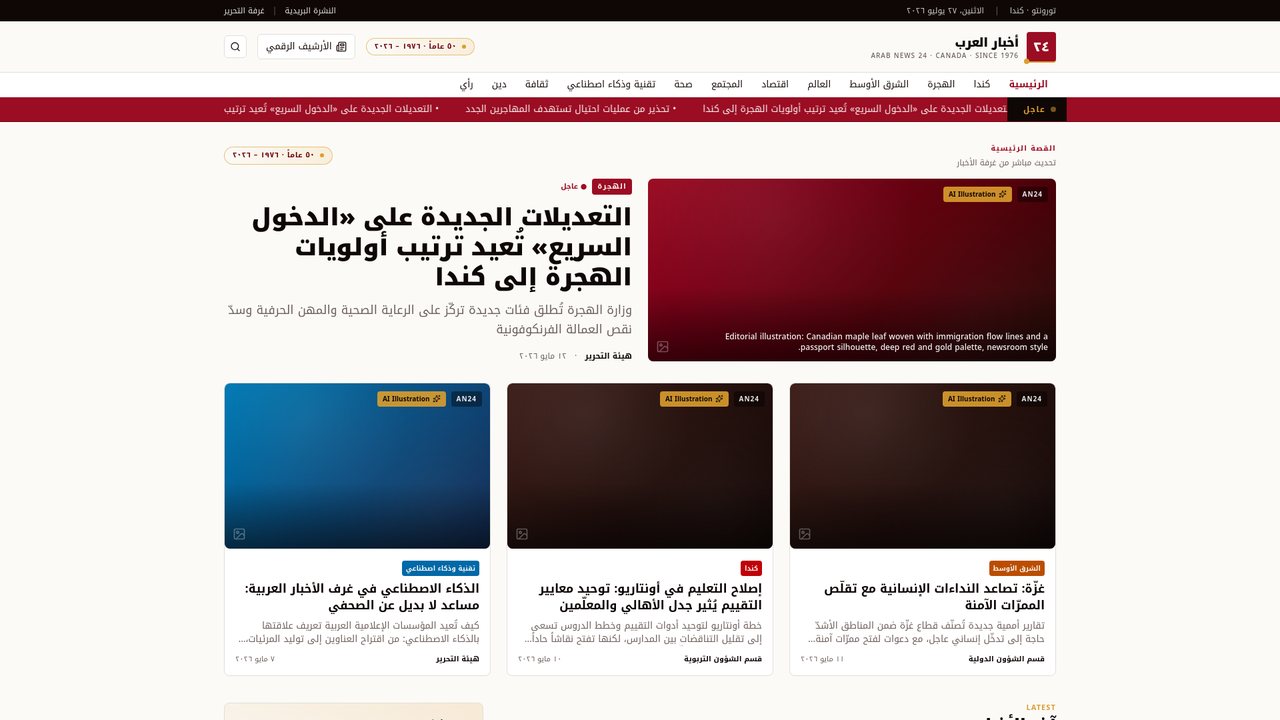 تورونتو · كندا | الاثنين، ٢٧ يوليو ٢٠٢٦
النشرة البريدية | غرفة التحرير
٢٤
أخبار العرب
ARAB NEWS 24 · CANADA · SINCE 1976
٥٠ عاماً · ١٩٧٦ – ٢٠٢٦
الأرشيف الرقمي
الرئيسية كندا الهجرة الشرق الأوسط العالم اقتصاد المجتمع صحة تقنية وذكاء اصطناعي ثقافة دين رأي
عاجل
التعديلات الجديدة على «الدخول السريع» تُعيد ترتيب أولويات الهجرة إلى كندا • تحذير من عمليات احتيال تستهدف المهاجرين الجدد • التعديلات الجديدة على «الدخول السريع» تُعيد ترتيب
القصة الرئيسية
تحديث مباشر من غرفة الأخبار
٥٠ عاماً · ١٩٧٦ – ٢٠٢٦
AN24
AI Illustration
Editorial illustration: Canadian maple leaf woven with immigration flow lines and a
passport silhouette, deep red and gold palette, newsroom style.
الهجرة
عاجل
التعديلات الجديدة على «الدخول
السريع» تُعيد ترتيب أولويات
الهجرة إلى كندا
وزارة الهجرة تُطلق فئات جديدة تركّز على الرعاية الصحية والمهن الحرفية وسدّ
نقص العمالة الفرنكوفونية
هيئة التحرير · ١٢ مايو ٢٠٢٦
AN24
AI Illustration
الشرق الأوسط
غزّة: تصاعد النداءات الإنسانية مع تقلّص
الممرّات الآمنة
تقارير أممية جديدة تُصنّف قطاع غزّة ضمن المناطق الأشدّ
حاجة إلى تدخّل إنساني عاجل، مع دعوات لفتح ممرّات آمنة...
قسم الشؤون الدولية
١١ مايو ٢٠٢٦
AN24
AI Illustration
كندا
إصلاح التعليم في أونتاريو: توحيد معايير
التقييم يُثير جدل الأهالي والمعلّمين
خطة أونتاريو لتوحيد أدوات التقييم وخطط الدروس تسعى
إلى تقليل التناقضات بين المدارس، لكنها تفتح نقاشاً حاداً...
قسم الشؤون التربوية
١٠ مايو ٢٠٢٦
AN24
AI Illustration
تقنية وذكاء اصطناعي
الذكاء الاصطناعي في غرف الأخبار العربية:
مساعد لا بديل عن الصحفي
كيف تُعيد المؤسسات الإعلامية العربية تعريف علاقتها
بالذكاء الاصطناعي: من اقتراح العناوين إلى توليد المرئيات،...
هيئة التحرير
٧ مايو ٢٠٢٦
LATEST